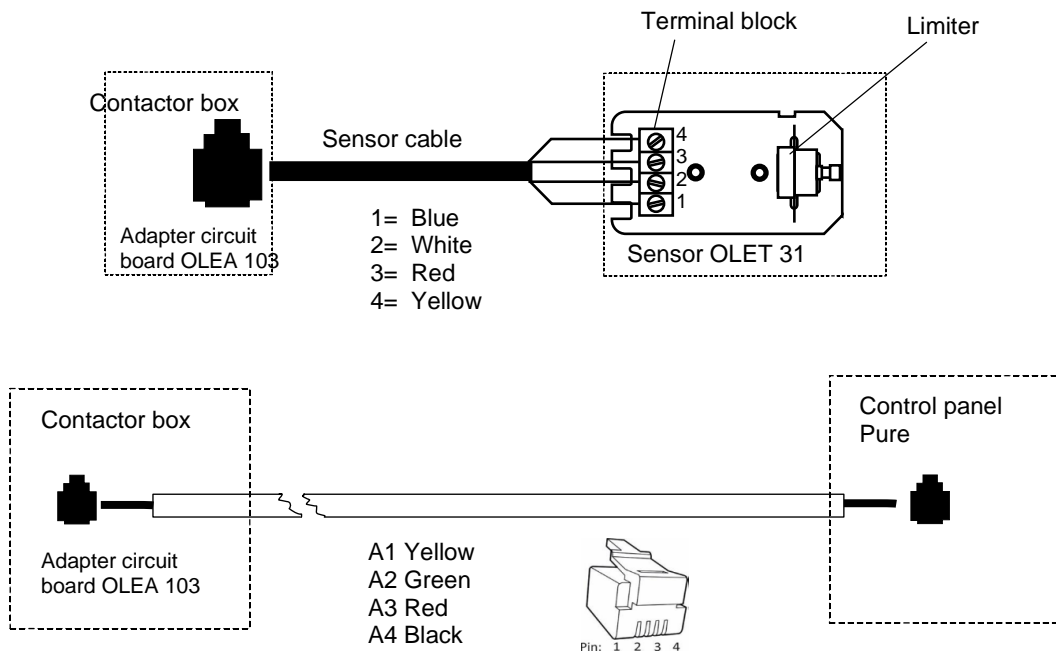 Terminal block
Limiter
Contactor box
Sensor cable
4
3
2
1
1= Blue
2= White
3= Red
4= Yellow
Adapter circuit
board OLEA 103
Sensor OLET 31
Contactor box
Control panel
Pure
Adapter circuit
board OLEA 103
A1 Yellow
A2 Green
A3 Red
A4 Black
Pin: 1 2 3 4